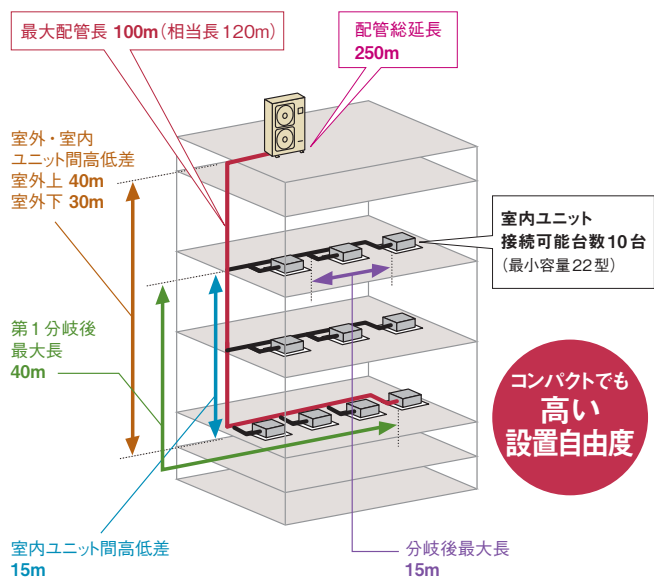 最大配管長 100m（相当長120m）
配管総延長
250m
室外・室内
ユニット間高低差
室外上 40m
室外下 30m
室内ユニット
接続可能台数10台
（最小容量22型）
第1分岐後
最大長
40m
コンパクトでも
高い
設置自由度
室内ユニット間高低差
15m
分岐後最大長
15m